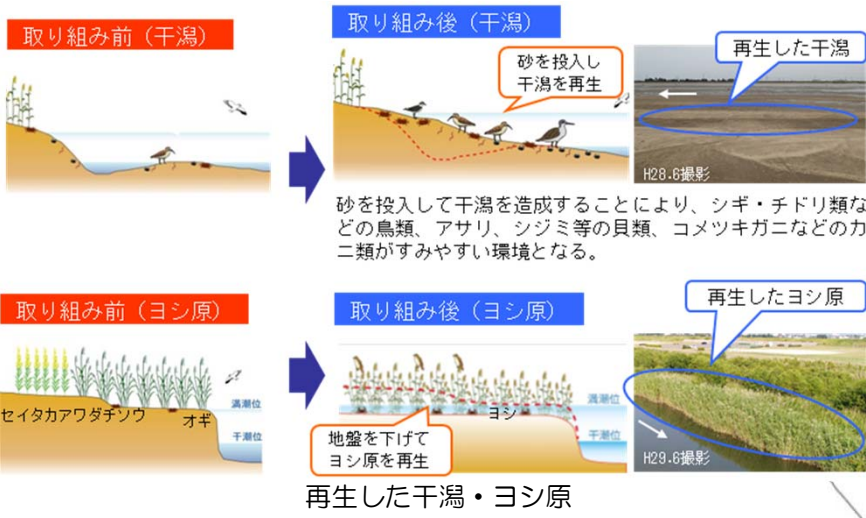 取り組み前（干潟）
取り組み後（干潟）
砂を投入し
干潟を再生
再生した干潟
H28.6撮影
砂を投入して干潟を造成することにより、シギ・チドリ類な
どの鳥類、アサリ、シジミ等の貝類、コメツキガニなどのカ
ニ類がすみやすい環境となる。
取り組み前（ヨシ原）
取り組み後（ヨシ原）
再生したヨシ原
セイタカアワダチソウ
オギ
満潮位
干潮位
ヨシ
満潮位
干潮位
地盤を下げて
ヨシ原を再生
H29.6撮影
再生した干潟・ヨシ原